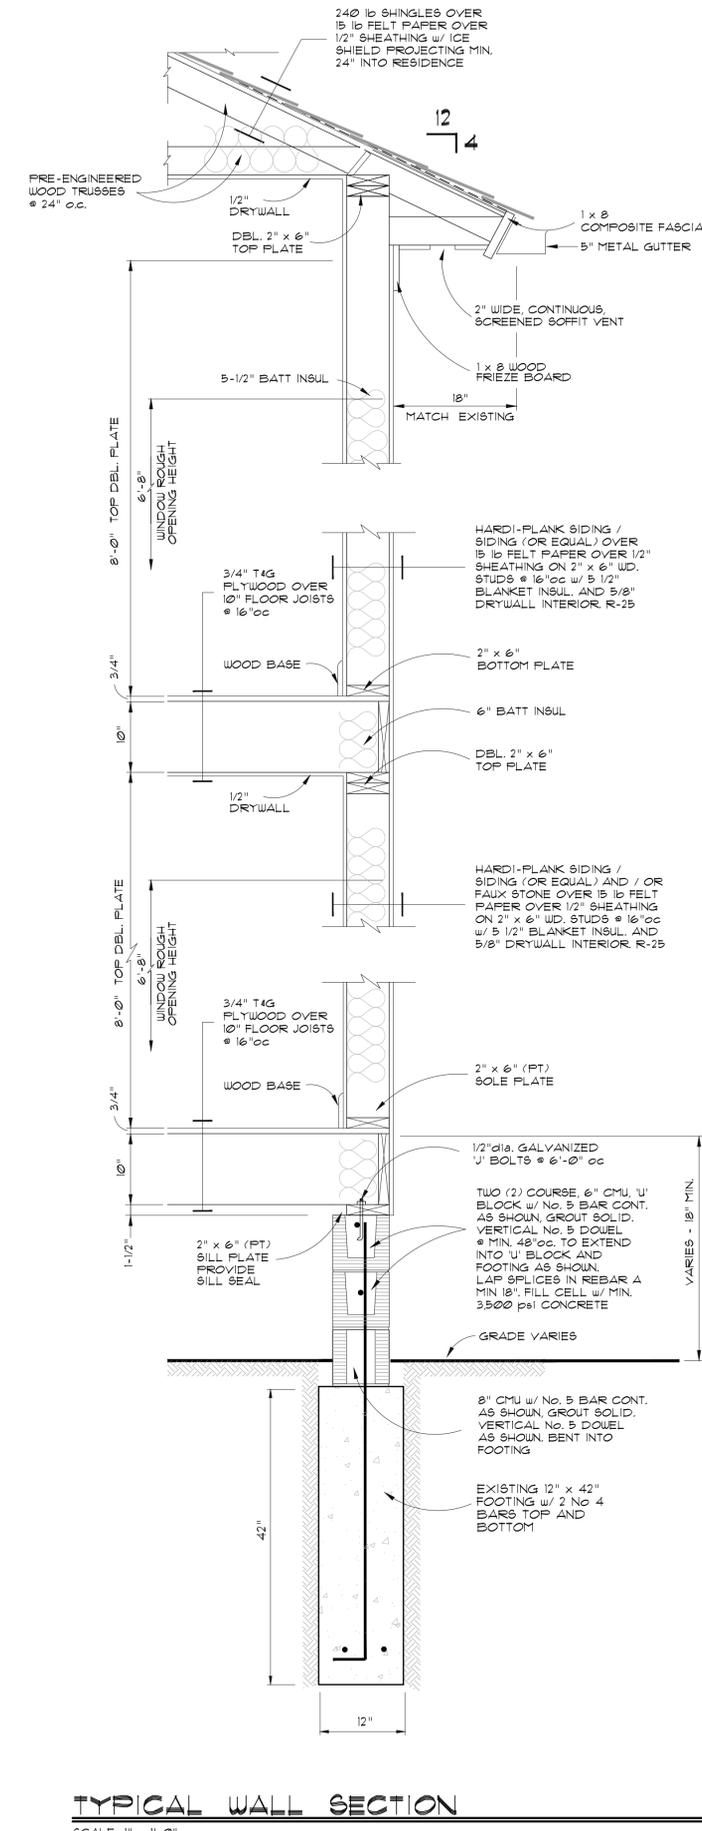 240 lb SHINGLES OVER
15 lb FELT PAPER OVER
1/2" SHEATHING w/ ICE
SHIELD PROJECTING MIN.
24" INTO RESIDENCE
12
4
PRE-ENGINEERED
WOOD TRUSSES
@ 24" o.c.
1/2"
DRYWALL
DBL. 2" x 6"
TOP PLATE
1 x 8
COMPOSITE FASCIA
5" METAL GUTTER
2" WIDE, CONTINUOUS,
SCREENED SOFFIT VENT
1 x 8 WOOD
FRIEZE BOARD
5-1/2" BATT INSUL
18"
MATCH EXISTING
8'-0" TOP DBL. PLATE
6'-8"
WINDOW ROUGH
OPENING HEIGHT
HARDI-PLANK SIDING /
SIDING (OR EQUAL) OVER
15 lb FELT PAPER OVER 1/2"
SHEATHING ON 2" x 6" WD.
STUDS @ 16"oc w/ 5 1/2"
BLANKET INSUL. AND 5/8"
DRYWALL INTERIOR. R-25
3/4" T&G
PLYWOOD OVER
10" FLOOR JOISTS
@ 16"oc
WOOD BASE
2" x 6"
BOTTOM PLATE
3/4"
10"
6" BATT INSUL
DBL. 2" x 6"
TOP PLATE
1/2"
DRYWALL
HARDI-PLANK SIDING /
SIDING (OR EQUAL) AND / OR
FAUX STONE OVER 15 lb FELT
PAPER OVER 1/2" SHEATHING
ON 2" x 6" WD. STUDS @ 16"oc
w/ 5 1/2" BLANKET INSUL. AND
5/8" DRYWALL INTERIOR. R-25
8'-0" TOP DBL. PLATE
6'-8"
WINDOW ROUGH
OPENING HEIGHT
3/4" T&G
PLYWOOD OVER
10" FLOOR JOISTS
@ 16"oc
WOOD BASE
2" x 6" (PT)
SOLE PLATE
3/4"
10"
1-1/2"
1/2"dia. GALVANIZED
'J' BOLTS @ 6'-0" oc
TWO (2) COURSE, 6" CMU, 'U'
BLOCK w/ No. 5 BAR CONT.
AS SHOWN, GROUT SOLID.
VERTICAL No. 5 DOWEL
@ MIN. 48"oc. TO EXTEND
INTO 'U' BLOCK AND
FOOTING AS SHOWN.
LAP SPLICES IN REBAR A
MIN 18". FILL CELL w/ MIN.
3,500 psi CONCRETE
VARIES - 18" MIN.
2" x 6" (PT)
SILL PLATE
PROVIDE
SILL SEAL
GRADE VARIES
8" CMU w/ No. 5 BAR CONT.
AS SHOWN, GROUT SOLID.
VERTICAL No. 5 DOWEL
AS SHOWN. BENT INTO
FOOTING
EXISTING 12" x 42"
FOOTING w/ 2 No 4
BARS TOP AND
BOTTOM
42"
12"
TYPICAL WALL SECTION